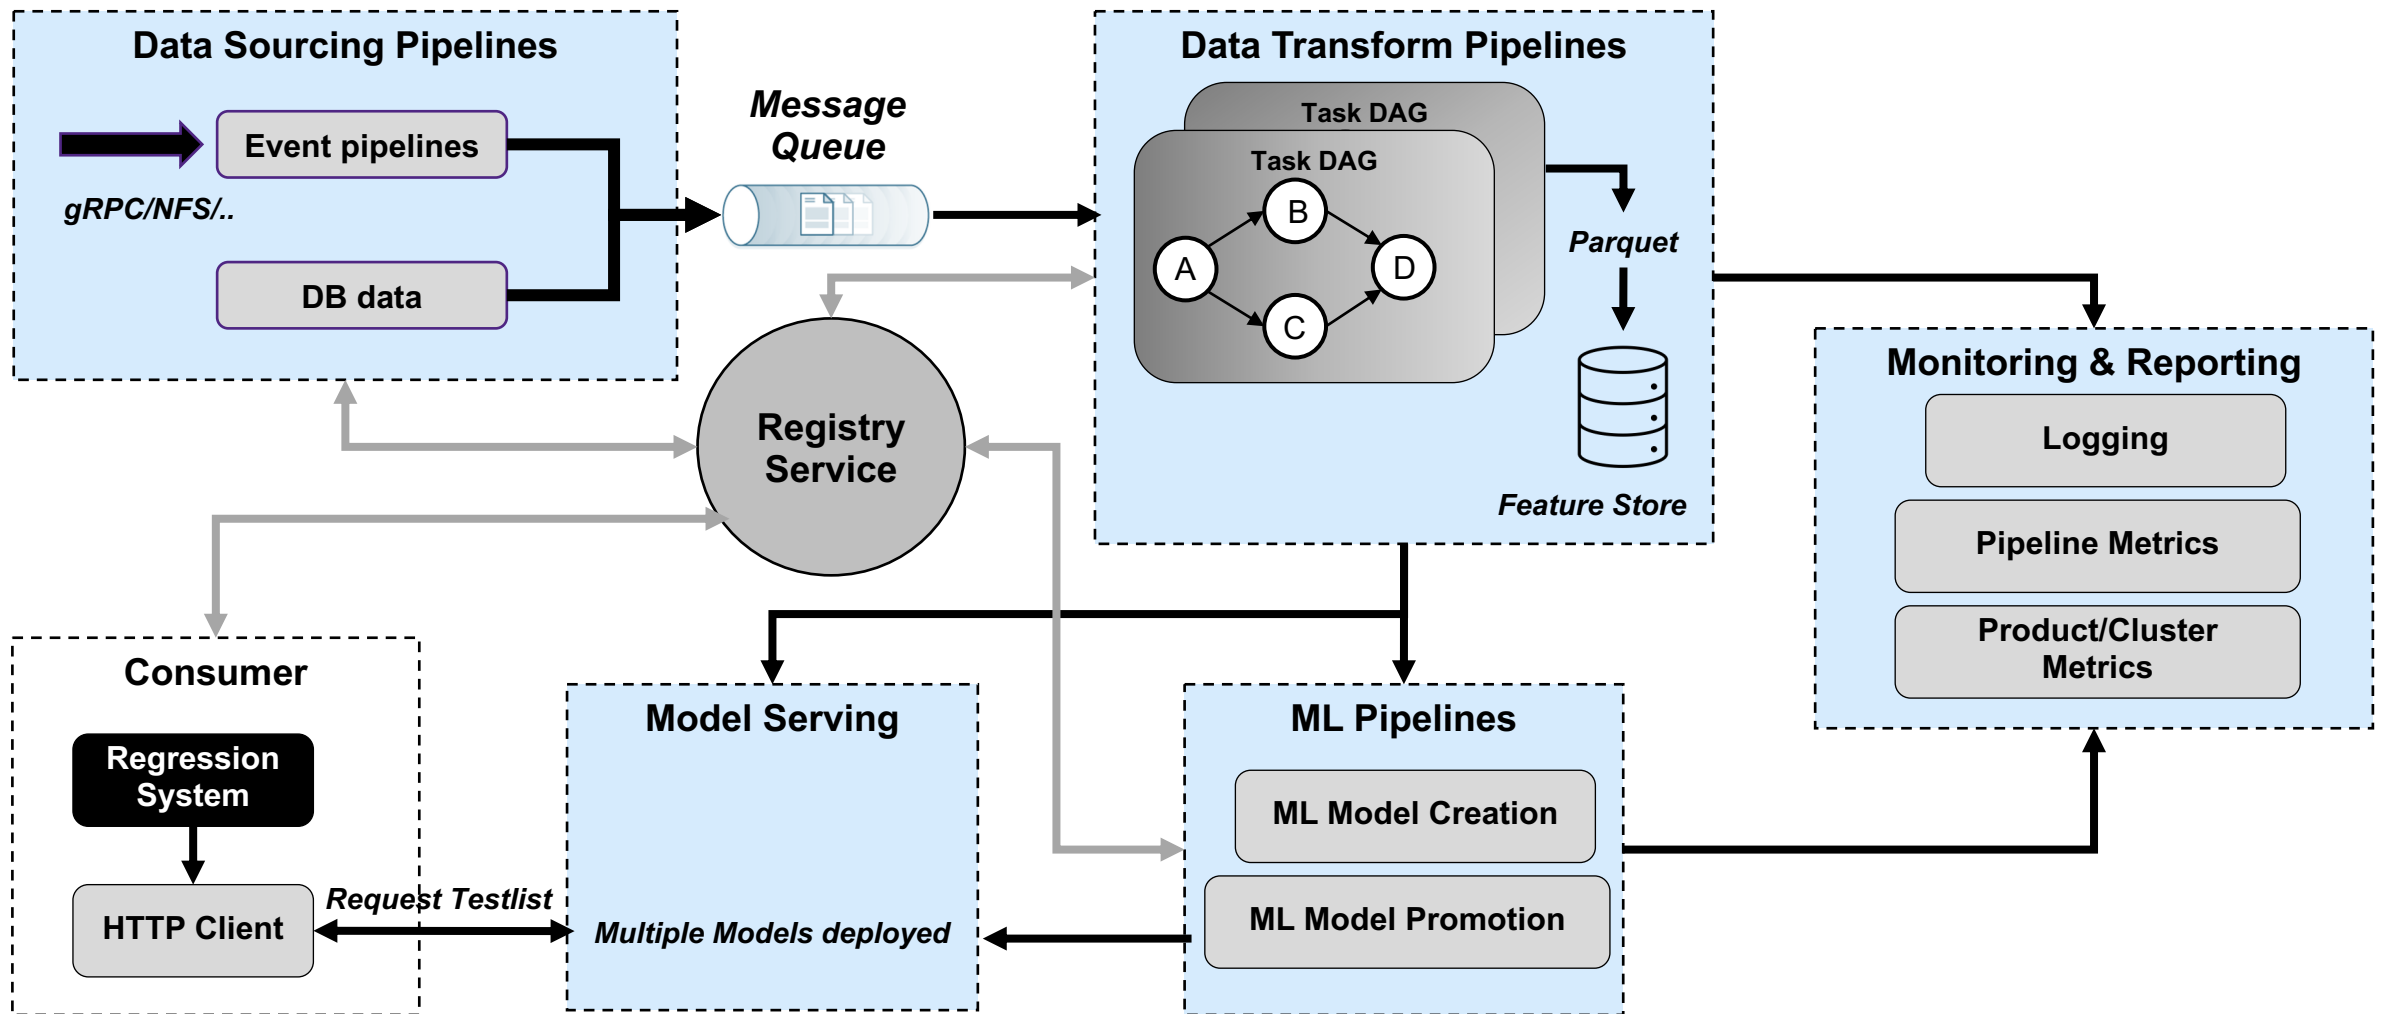 Data Sourcing Pipelines
Event pipelines
gRPC/NFS/..
DB data
Message
Queue
Data Transform Pipelines
Task DAG
Task DAG
B
A
D
C
Parquet
Feature Store
Monitoring & Reporting
Logging
Pipeline Metrics
Product/Cluster
Metrics
Registry
Service
Consumer
Regression
System
HTTP Client
Request Testlist
Model Serving
Multiple Models deployed
ML Pipelines
ML Model Creation
ML Model Promotion